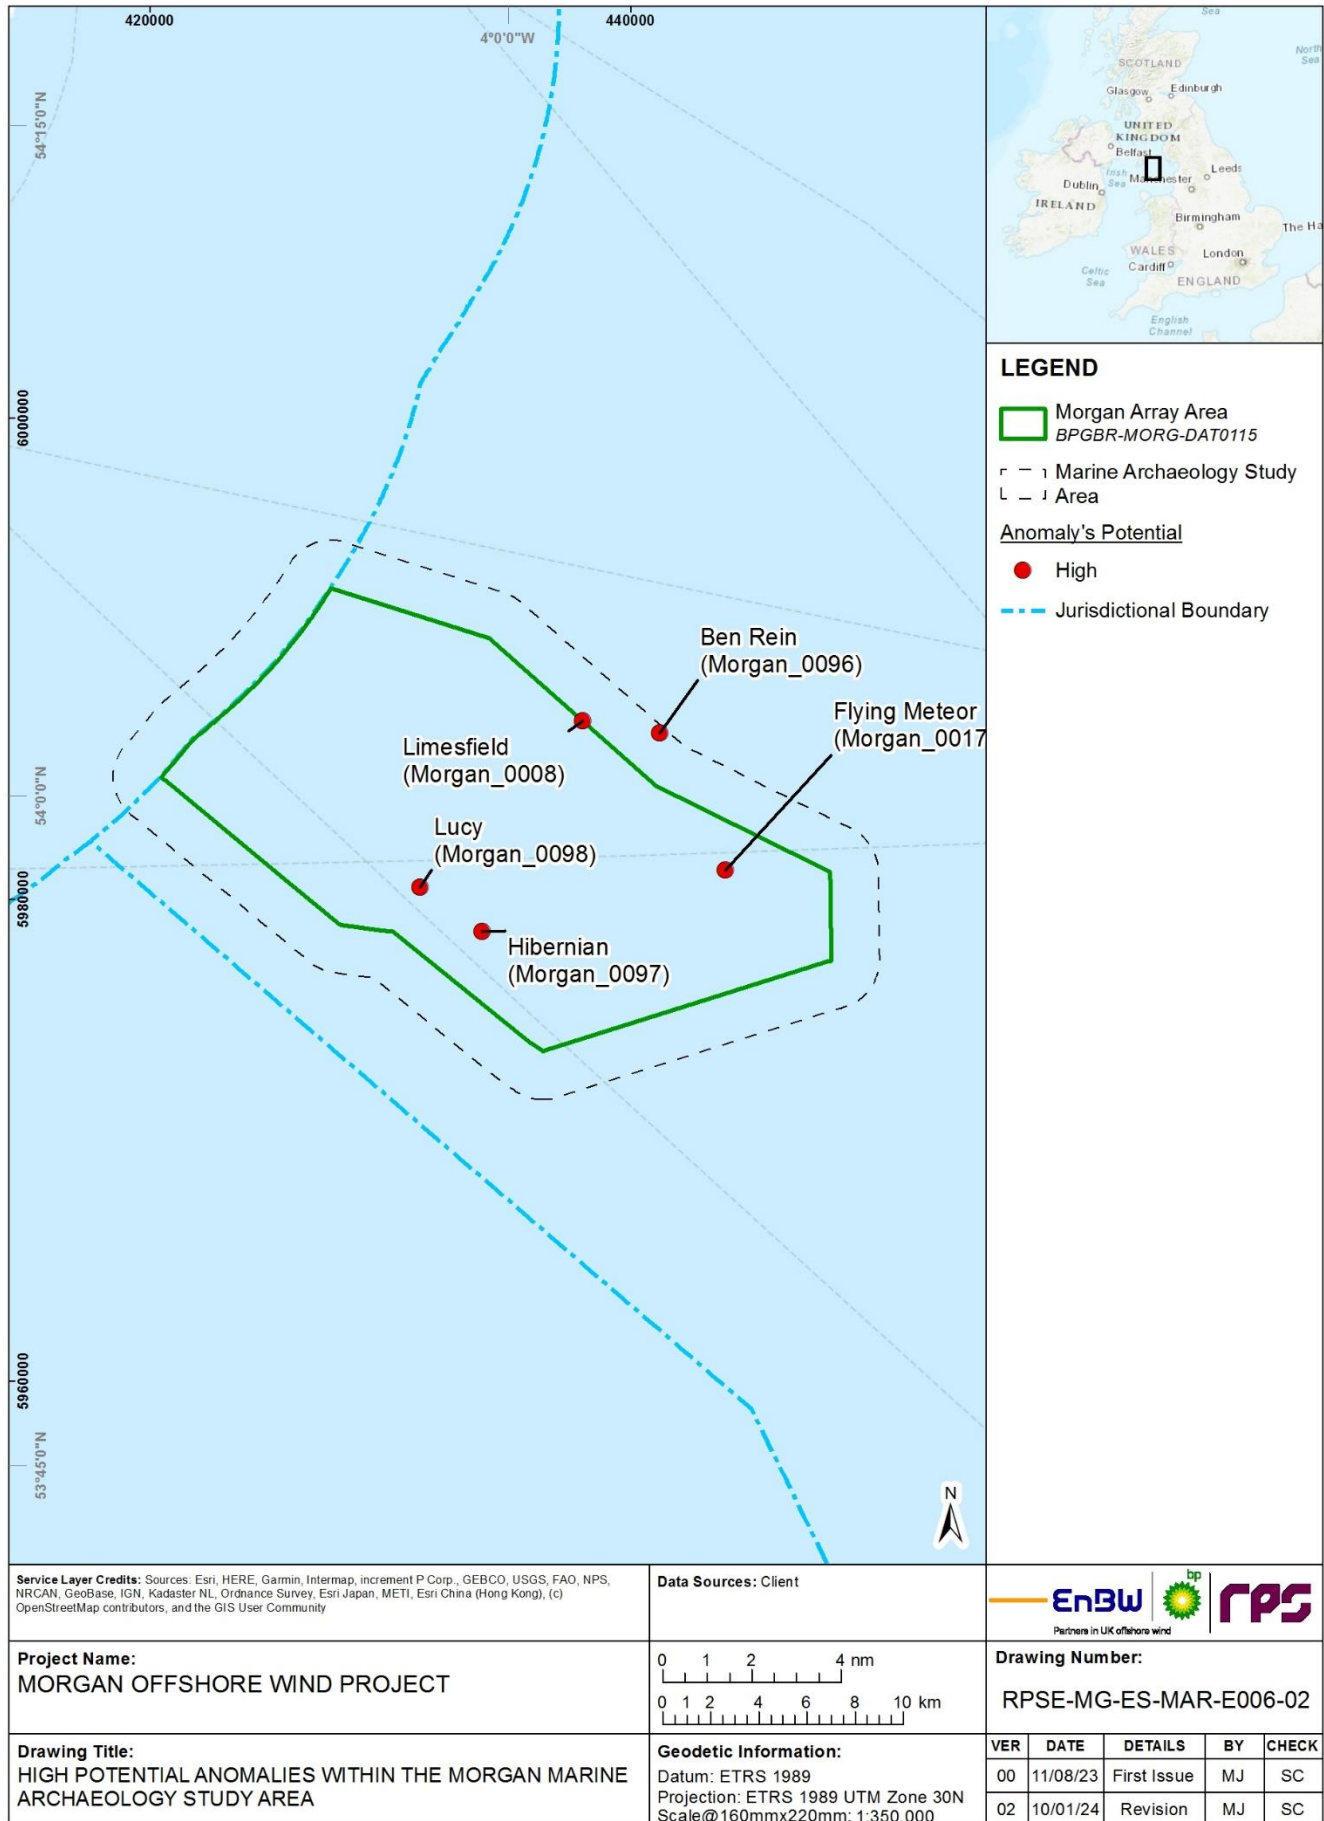 420000
4°0'0"W
440000
54°15'0"N
6000000
54°0'0"N
5980000
5960000
53°45'0"N
Ben Rein
(Morgan_0096)
Flying Meteor
(Morgan_0017
Limesfield
(Morgan_0008)
Lucy
(Morgan_0098)
Hibernian
(Morgan_0097)
N
Sea
North
Sea
SCOTLAND
Glasgow
Edinburgh
UNITED
KINGDOM
Belfast
Irish
Sea
Manchester
Leeds
Dublin
IRELAND
Birmingham
The Ha
WALES
London
Cardiff
Celtic
Sea
ENGLAND
English
Channel
LEGEND
Morgan Array Area
BPGBR-MORG-DAT0115
Marine Archaeology Study
Area
Anomaly's Potential
High
Jurisdictional Boundary
Service Layer Credits: Sources: Esri, HERE, Garmin, Intermap, increment P Corp., GEBCO, USGS, FAO, NPS,
NRCAN, GeoBase, IGN, Kadaster NL, Ordnance Survey, Esri Japan, METI, Esri China (Hong Kong), (c)
OpenStreetMap contributors, and the GIS User Community
Data Sources: Client
EnBW
bp
rps
Partners in UK offshore wind
Project Name:
MORGAN OFFSHORE WIND PROJECT
0 1 2 4 nm
0 1 2 4 6 8 10 km
Drawing Number:
RPSE-MG-ES-MAR-E006-02
Drawing Title:
HIGH POTENTIAL ANOMALIES WITHIN THE MORGAN MARINE
ARCHAEOLOGY STUDY AREA
Geodetic Information:
Datum: ETRS 1989
Projection: ETRS 1989 UTM Zone 30N
Scale@160mmx220mm: 1:350,000
VER DATE DETAILS BY CHECK
00 11/08/23 First Issue MJ SC
02 10/01/24 Revision MJ SC